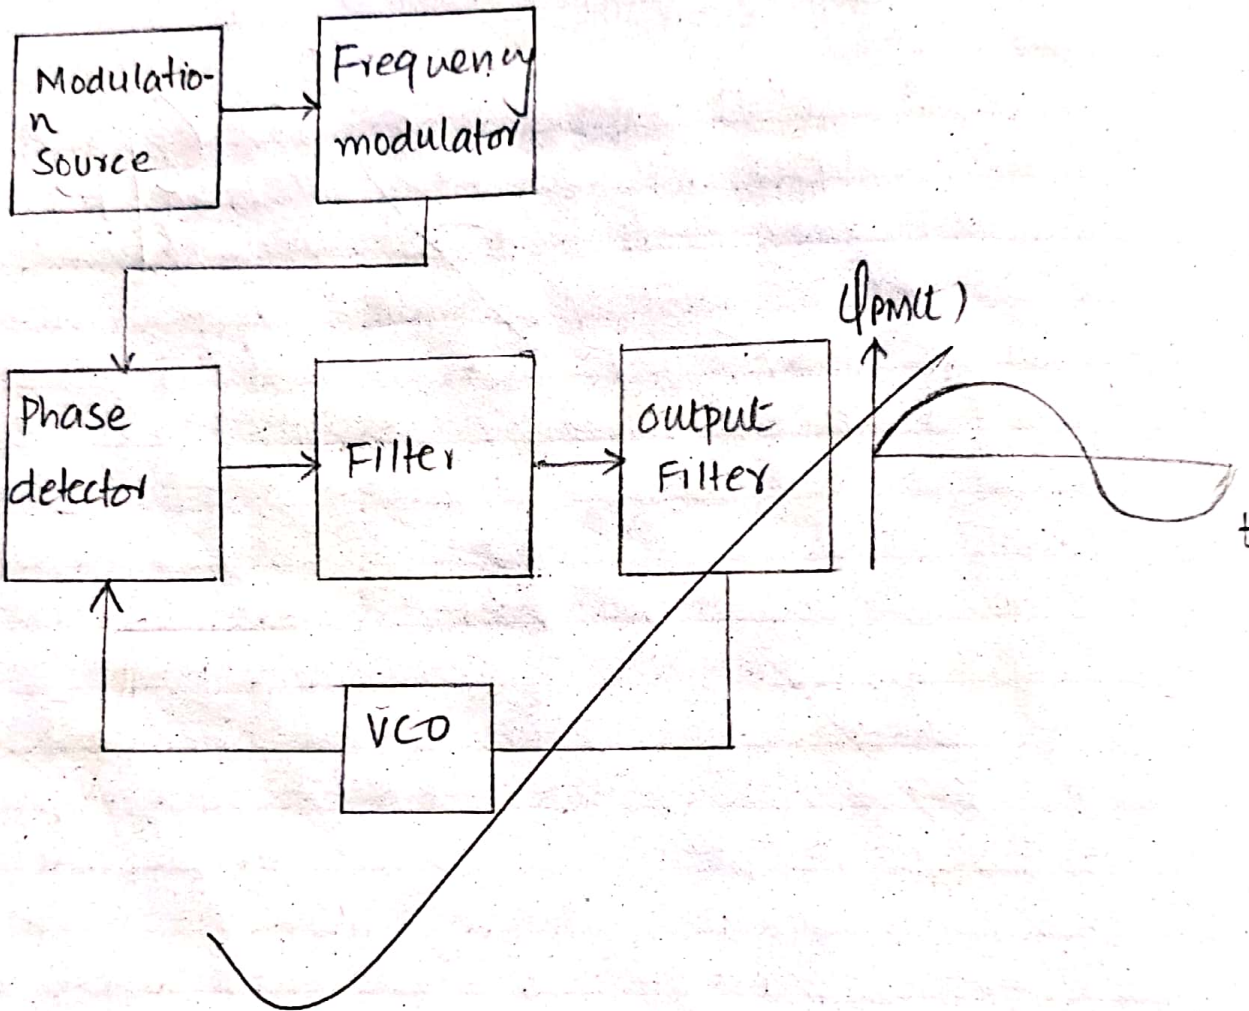 Modulatio-
n
Source
Frequency
modulator
φPM(t)
Phase
detector
Filter
output
Filter
t
VCO